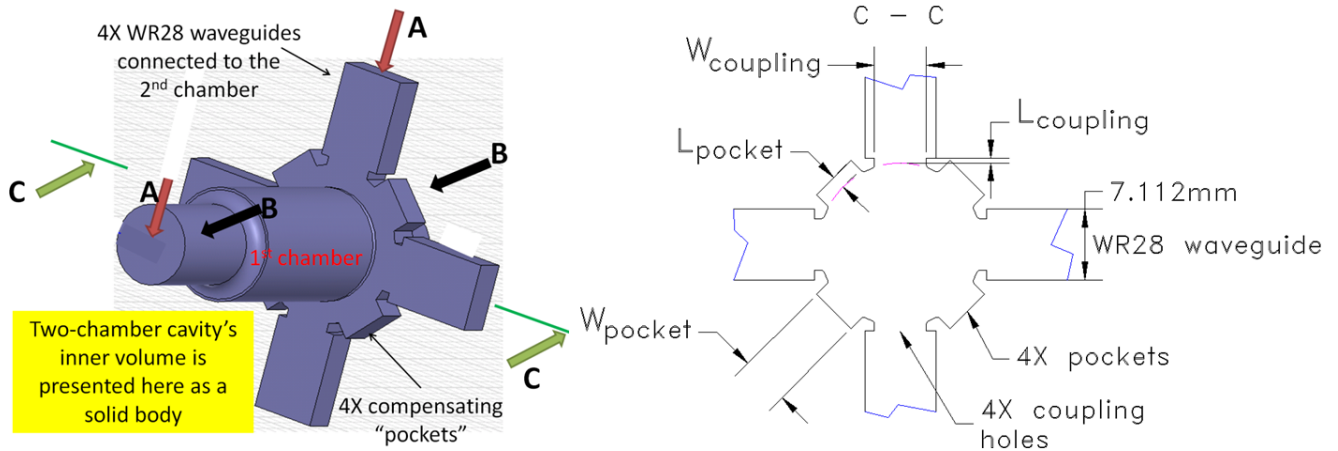 4X WR28 waveguides
connected to the
2nd chamber
A
B
C
A
B
1st chamber
C
Two-chamber cavity's
inner volume is
presented here as a
solid body
4X compensating
"pockets"
C - C
Wcoupling
Lcoupling
Lpocket
7.112mm
WR28 waveguide
Wpocket
4X pockets
4X coupling
holes